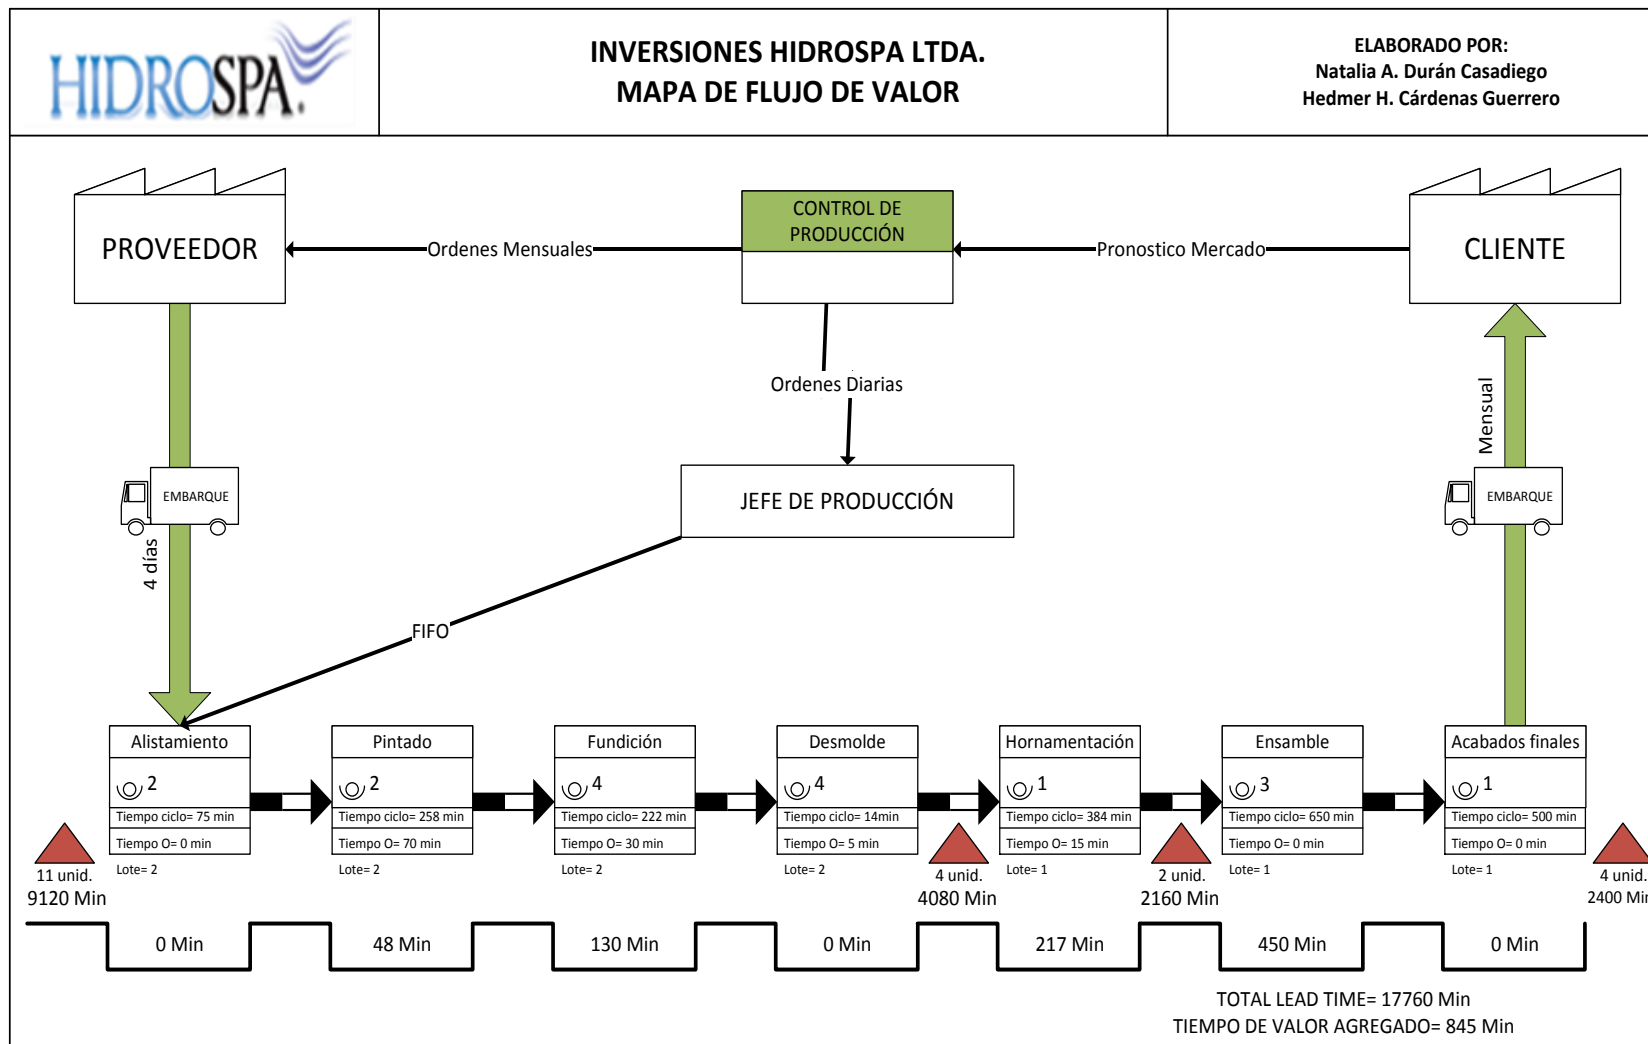 HIDROSPA
INVERSIONES HIDROSPA LTDA.
MAPA DE FLUJO DE VALOR
ELABORADO POR:
Natalia A. Durán Casadiego
Hedmer H. Cárdenas Guerrero
PROVEEDOR
Ordenes Mensuales
CONTROL DE
PRODUCCIÓN
Pronostico Mercado
CLIENTE
Ordenes Diarias
Mensual
EMBARQUE
4 días
JEFE DE PRODUCCIÓN
EMBARQUE
FIFO
Alistamiento
2
Tiempo ciclo= 75 min
Tiempo O= 0 min
Lote= 2
Pintado
2
Tiempo ciclo= 258 min
Tiempo O= 70 min
Lote= 2
Fundición
4
Tiempo ciclo= 222 min
Tiempo O= 30 min
Lote= 2
Desmolde
4
Tiempo ciclo= 14min
Tiempo O= 5 min
Lote= 2
Hornamentación
1
Tiempo ciclo= 384 min
Tiempo O= 15 min
Lote= 1
Ensamble
3
Tiempo ciclo= 650 min
Tiempo O= 0 min
Lote= 1
Acabados finales
1
Tiempo ciclo= 500 min
Tiempo O= 0 min
Lote= 1
11 unid.
9120 Min
4 unid.
4080 Min
2 unid.
2160 Min
4 unid.
2400 Min
0 Min
48 Min
130 Min
0 Min
217 Min
450 Min
0 Min
TOTAL LEAD TIME= 17760 Min
TIEMPO DE VALOR AGREGADO= 845 Min